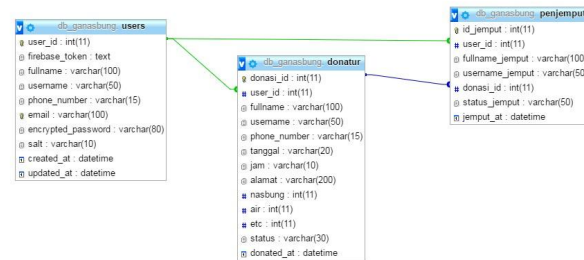 db_ganasbung users
user_id : int(11)
firebase_token : text
fullname : varchar(100)
username : varchar(50)
phone_number : varchar(15)
email : varchar(100)
encrypted_password : varchar(80)
salt : varchar(10)
created_at : datetime
updated_at : datetime
db_ganasbung donatur
donasi_id : int(11)
user_id : int(11)
fullname : varchar(100)
username : varchar(50)
phone_number : varchar(15)
tanggal : varchar(20)
jam : varchar(10)
alamat : varchar(200)
nasbung : int(11)
air : int(11)
etc : int(11)
status : varchar(30)
donated_at : datetime
db_ganasbung penjemput
id_jemput : int(11)
user_id : int(11)
fullname_jemput : varchar(100
username_jemput : varchar(50
donasi_id : int(11)
status_jemput : varchar(50)
jemput_at : datetime